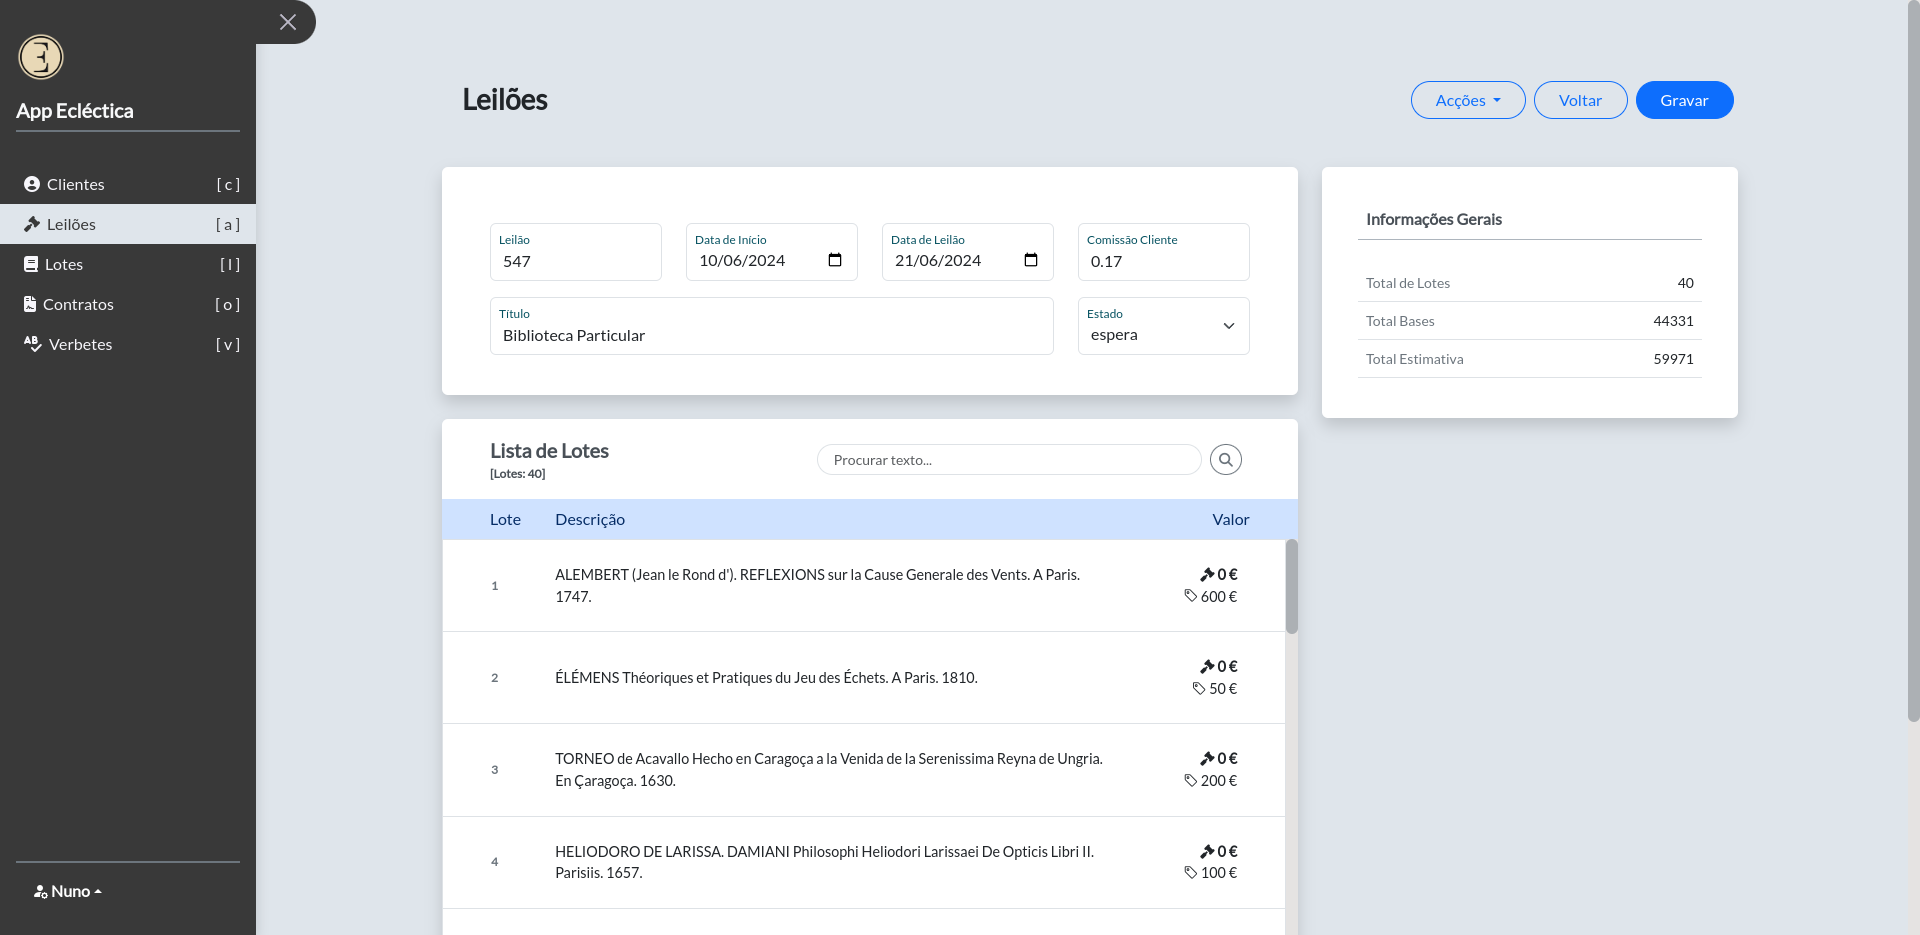 E
App Ecléctica
Clientes [ c ]
Leilões [ a ]
Lotes [ l ]
Contratos [ o ]
Verbetes [ v ]
Nuno
Leilões
Acções
Voltar
Gravar
Leilão
547
Data de Início
10/06/2024
Data de Leilão
21/06/2024
Comissão Cliente
0.17
Título
Biblioteca Particular
Estado
espera
Informações Gerais
Total de Lotes 40
Total Bases 44331
Total Estimativa 59971
Lista de Lotes
[Lotes: 40]
Procurar texto...
Lote Descrição Valor
1
ALEMBERT (Jean le Rond d'). REFLEXIONS sur la Cause Generale des Vents. A Paris.
1747.
0 €
600 €
2
ÉLÉMENS Théoriques et Pratiques du Jeu des Échets. A Paris. 1810.
0 €
50 €
3
TORNEO de Acavallo Hecho en Caragoça a la Venida de la Serenissima Reyna de Ungria.
En Çaragoça. 1630.
0 €
200 €
4
HELIODORO DE LARISSA. DAMIANI Philosophi Heliodori Larissaei De Opticis Libri II.
Parisiis. 1657.
0 €
100 €